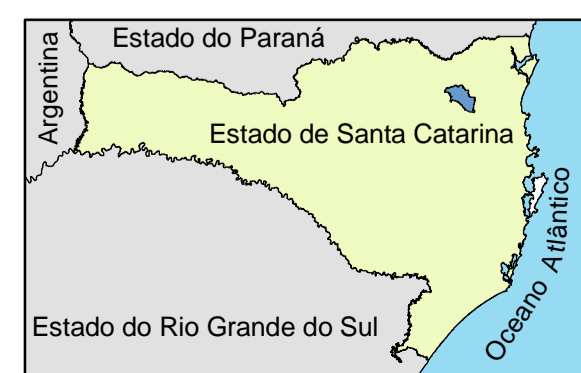 Estado do Paraná
Argentina
Estado de Santa Catarina
Oceano Atlântico
Estado do Rio Grande do Sul